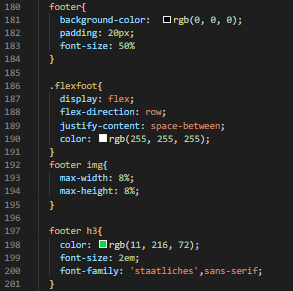 180 footer{
181 background-color: rgb(0, 0, 0);
182 padding: 20px;
183 font-size: 50%
184 }
185
186 .flexfoot{
187 display: flex;
188 flex-direction: row;
189 justify-content: space-between;
190 color: rgb(255, 255, 255);
191 }
192 footer img{
193 max-width: 8%;
194 max-height: 8%;
195 }
196
197 footer h3{
198 color: rgb(11, 216, 72);
199 font-size: 2em;
200 font-family: 'staatliches',sans-serif;
201 }